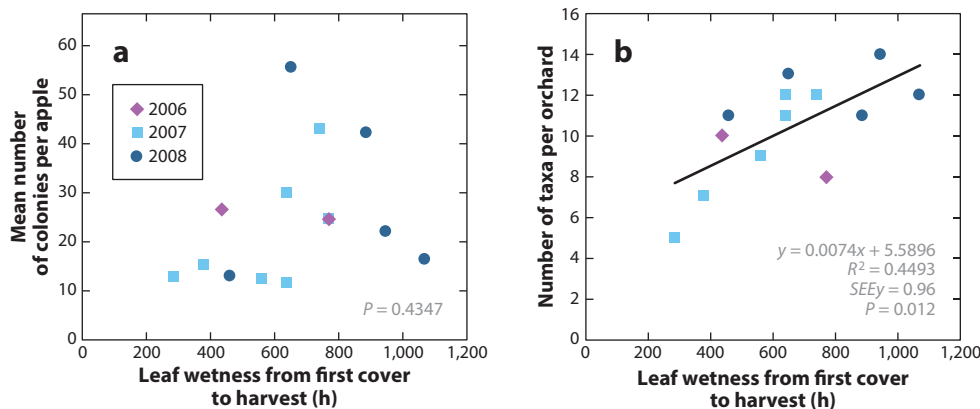 a
Mean number
of colonies per apple
60
50
40
30
20
10
0
2006
2007
2008
P = 0.4347
0 200 400 600 800 1,000 1,200
Leaf wetness from first cover
to harvest (h)
b
Number of taxa per orchard
16
14
12
10
8
6
4
2
0
y = 0.0074x + 5.5896
R² = 0.4493
SEEy = 0.96
P = 0.012
0 200 400 600 800 1,000 1,200
Leaf wetness from first cover
to harvest (h)